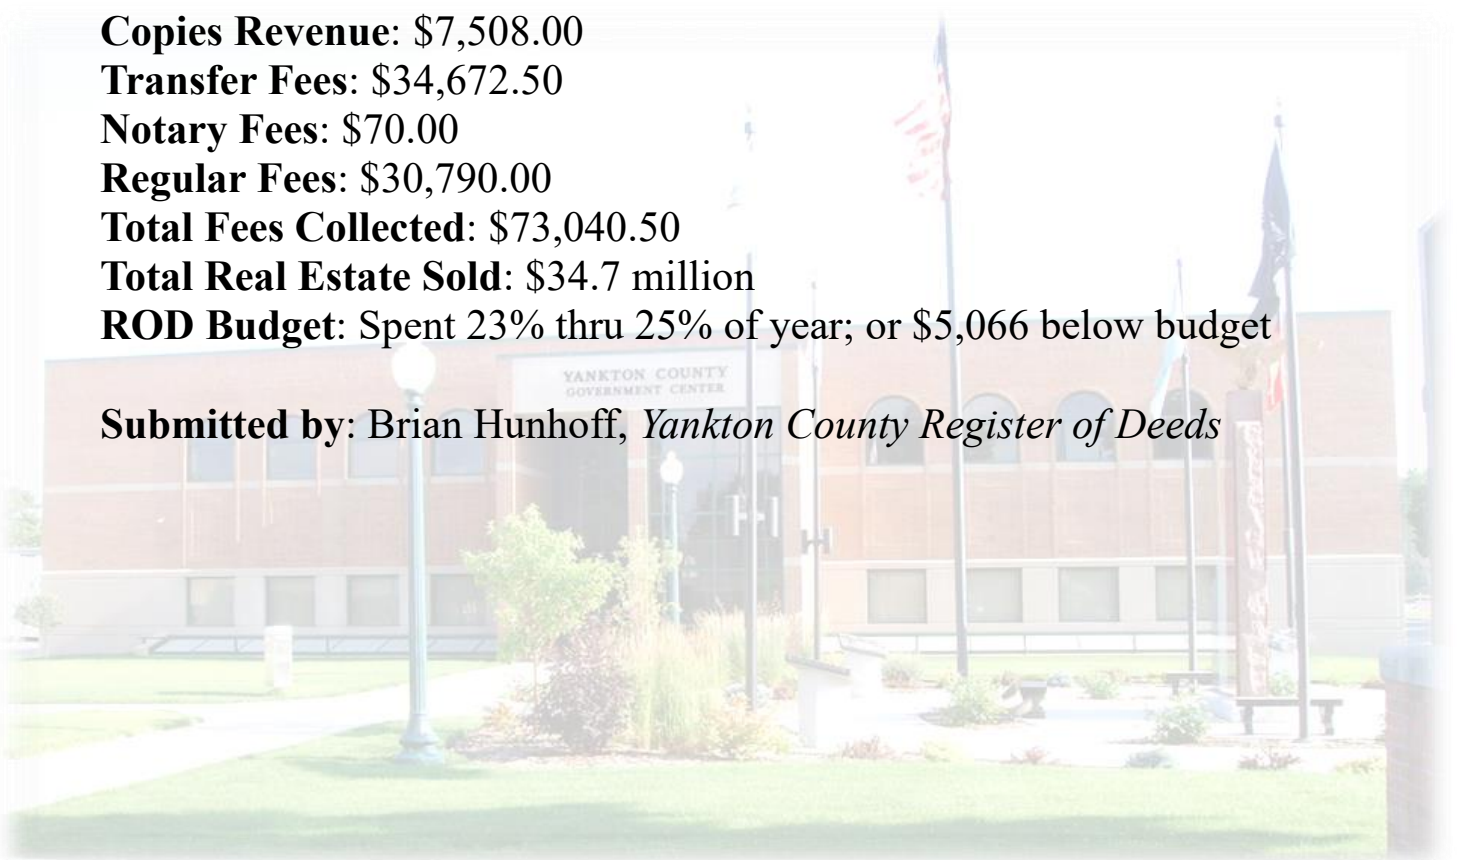 Copies Revenue: $7,508.00
Transfer Fees: $34,672.50
Notary Fees: $70.00
Regular Fees: $30,790.00
Total Fees Collected: $73,040.50
Total Real Estate Sold: $34.7 million
ROD Budget: Spent 23% thru 25% of year; or $5,066 below budget
YANKTON COUNTY
GOVERNMENT CENTER
Submitted by: Brian Hunhoff, Yankton County Register of Deeds